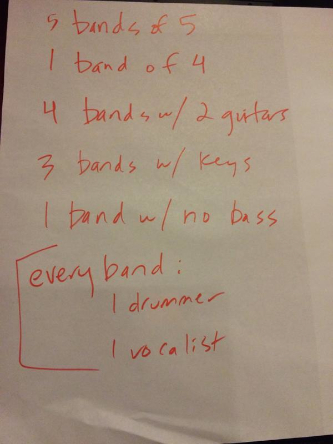 5 bands of 5
1 band of 4
4 bands w/ 2 guitars
3 bands w/ keys
1 band w/ no bass
every band:
1 drummer
1 vocalist